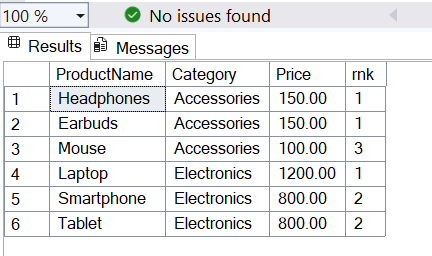 100 % No issues found
Results Messages
ProductName Category Price rnk
1 Headphones Accessories 150.00 1
2 Earbuds Accessories 150.00 1
3 Mouse Accessories 100.00 3
4 Laptop Electronics 1200.00 1
5 Smartphone Electronics 800.00 2
6 Tablet Electronics 800.00 2